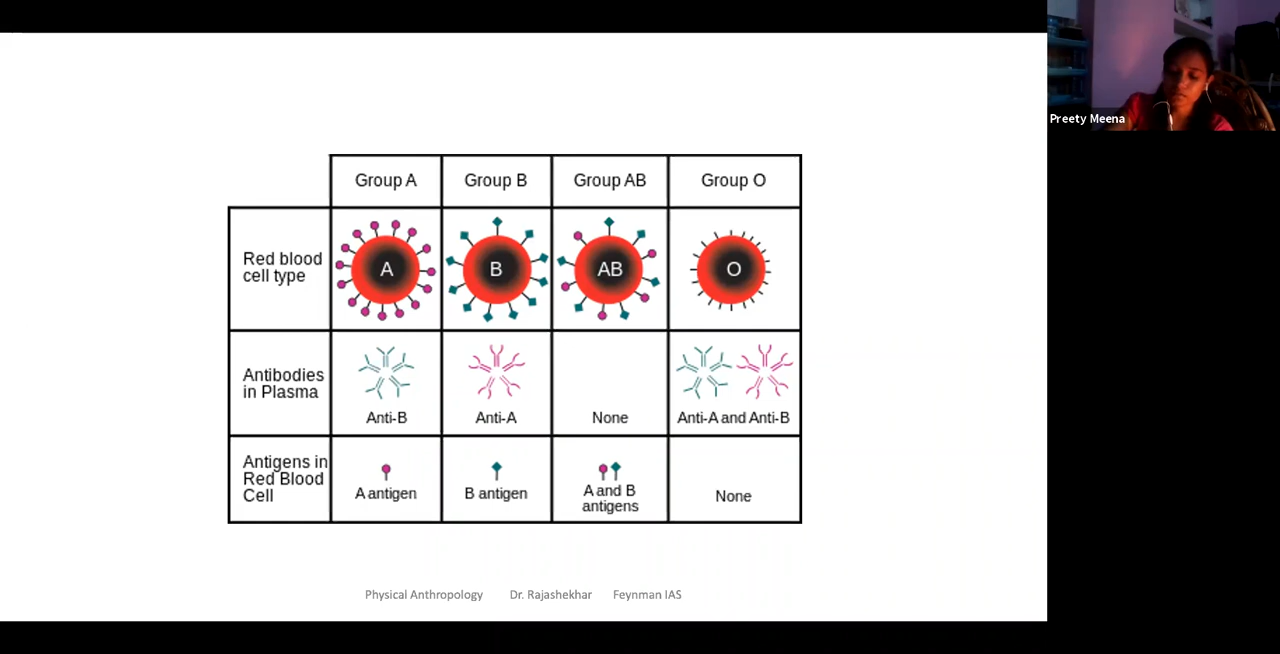 Preety Meena
Group A
Group B
Group AB
Group O
Red blood
cell type
A
B
AB
O
Antibodies
in Plasma
Anti-B
Anti-A
None
Anti-A and Anti-B
Antigens in
Red Blood
Cell
A antigen
B antigen
A and B
antigens
None
Physical Anthropology Dr. Rajashekhar Feynman IAS